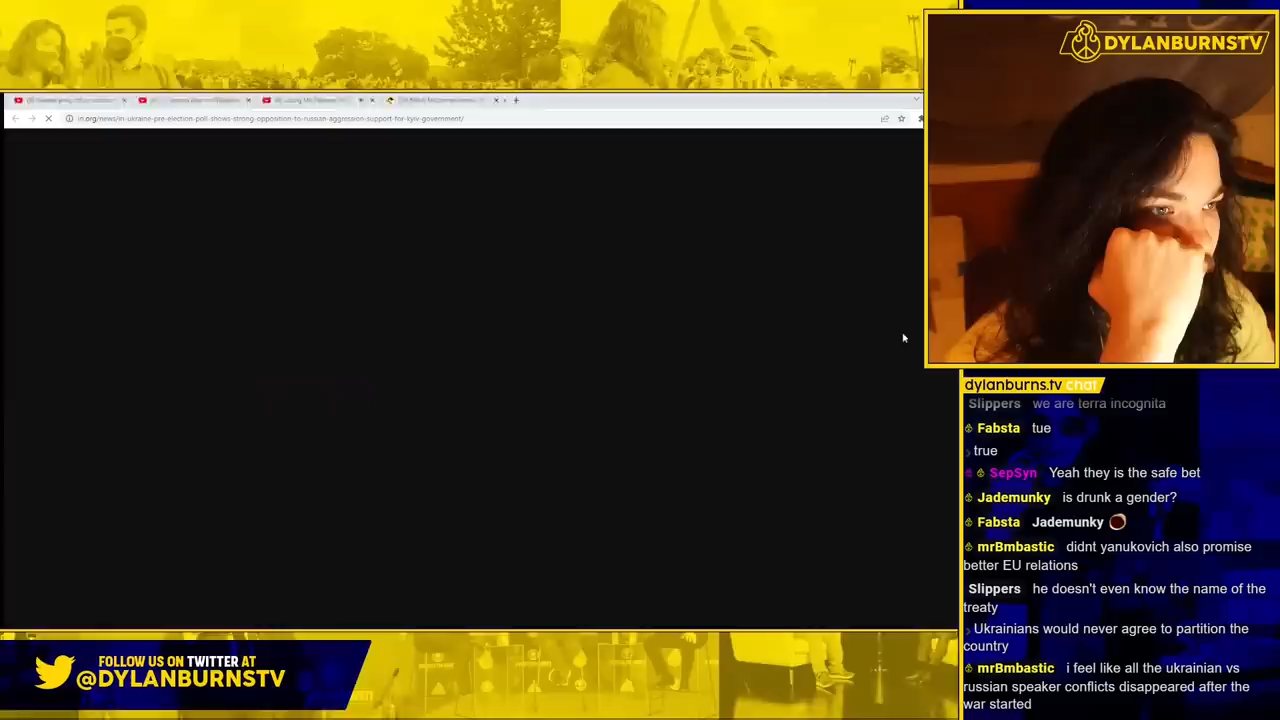 DYLANBURNSTV
in.org/news/in-ukraine-pre-election-poll-shows-strong-opposition-to-russian-aggression-support-for-kyiv-government/
dylanburns.tv chat
Slippers we are terra incognita
Fabsta tue
true
SepSyn Yeah they is the safe bet
Jademunky is drunk a gender?
Fabsta Jademunky
mrBmbastic didnt yanukovich also promise
better EU relations
Slippers he doesn't even know the name of the
treaty
Ukrainians would never agree to partition the
country
mrBmbastic i feel like all the ukrainian vs
russian speaker conflicts disappeared after the
war started
FOLLOW US ON TWITTER AT
@DYLANBURNSTV